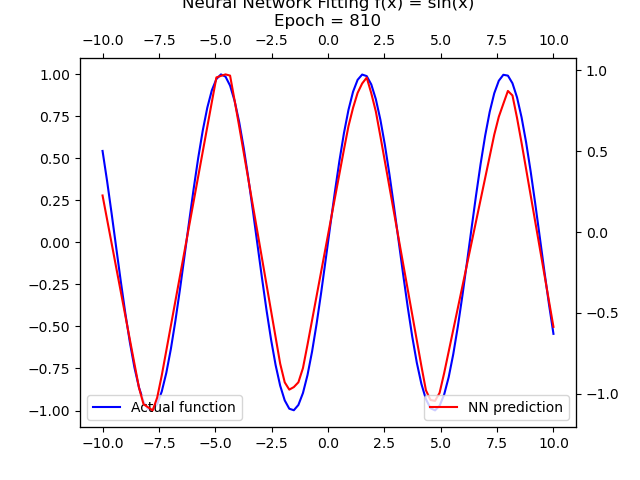 Neural Network Fitting f(x) = sin(x)
Epoch = 810
−10.0 −7.5 −5.0 −2.5 0.0 2.5 5.0 7.5 10.0
1.00 1.0
0.75
0.50 0.5
0.25
0.00 0.0
−0.25
−0.50 −0.5
−0.75
−1.00 −1.0
Actual function NN prediction
−10.0 −7.5 −5.0 −2.5 0.0 2.5 5.0 7.5 10.0